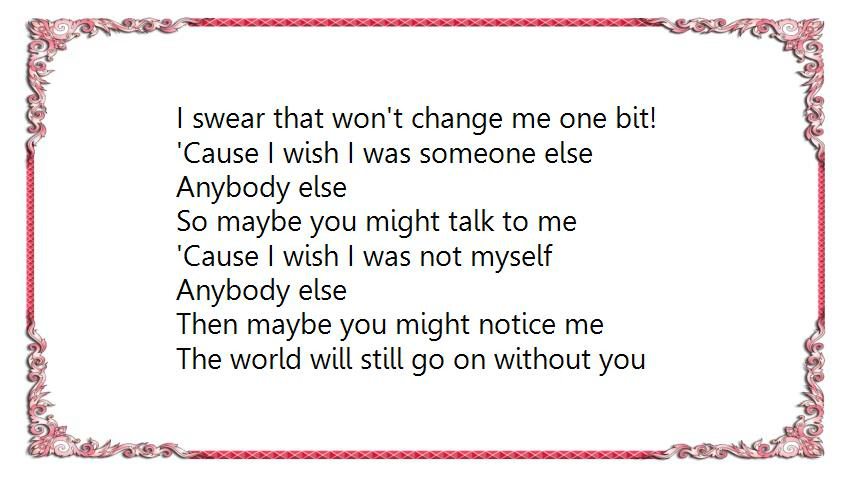 I swear that won't change me one bit!
'Cause I wish I was someone else
Anybody else
So maybe you might talk to me
'Cause I wish I was not myself
Anybody else
Then maybe you might notice me
The world will still go on without you